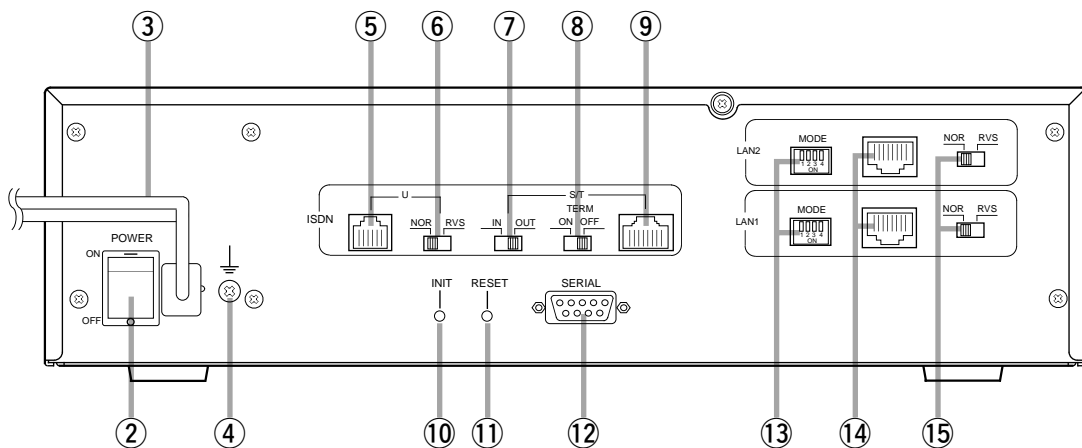 ③ ⑤ ⑥ ⑦ ⑧ ⑨
MODE
NOR RVS
LAN2
1 2 3 4
ON
U
S/T
TERM
ISDN
NOR RVS
IN OUT
ON OFF
MODE
NOR RVS
LAN1
1 2 3 4
ON
POWER
ON
OFF
INIT
RESET
SERIAL
② ④ ⑩ ⑪ ⑫ ⑬ ⑭ ⑮